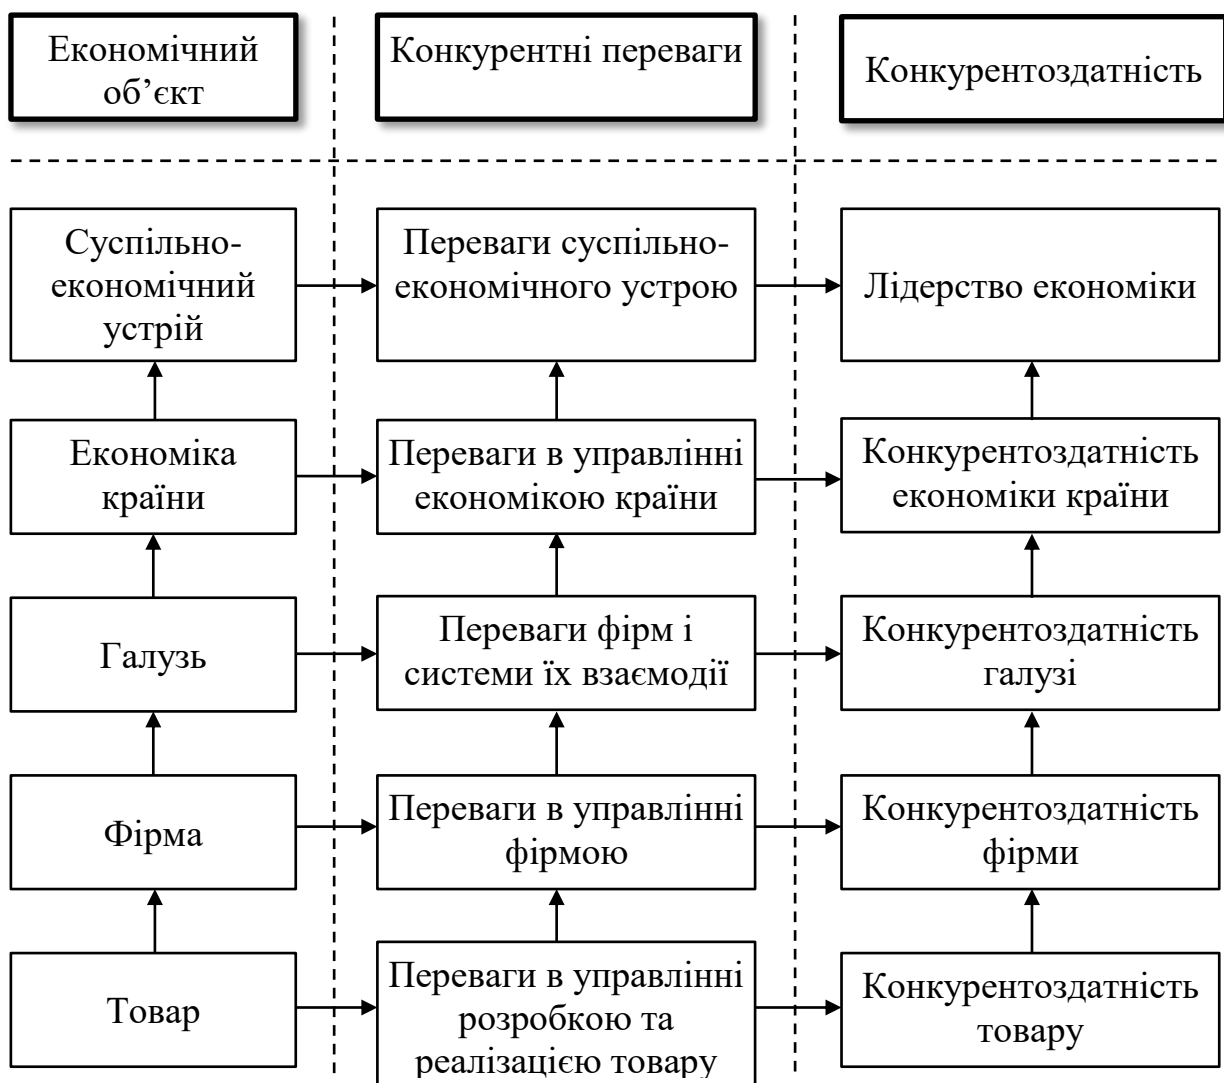 Економічний
об’єкт
Конкурентні переваги
Конкурентоздатність
Суспільно-
економічний
устрій
Переваги суспільно-
економічного устрою
Лідерство економіки
Економіка
країни
Переваги в управлінні
економікою країни
Конкурентоздатність
економіки країни
Галузь
Переваги фірм і
системи їх взаємодії
Конкурентоздатність
галузі
Фірма
Переваги в управлінні
фірмою
Конкурентоздатність
фірми
Товар
Переваги в управлінні
розробкою та
реалізацією товару
Конкурентоздатність
товару